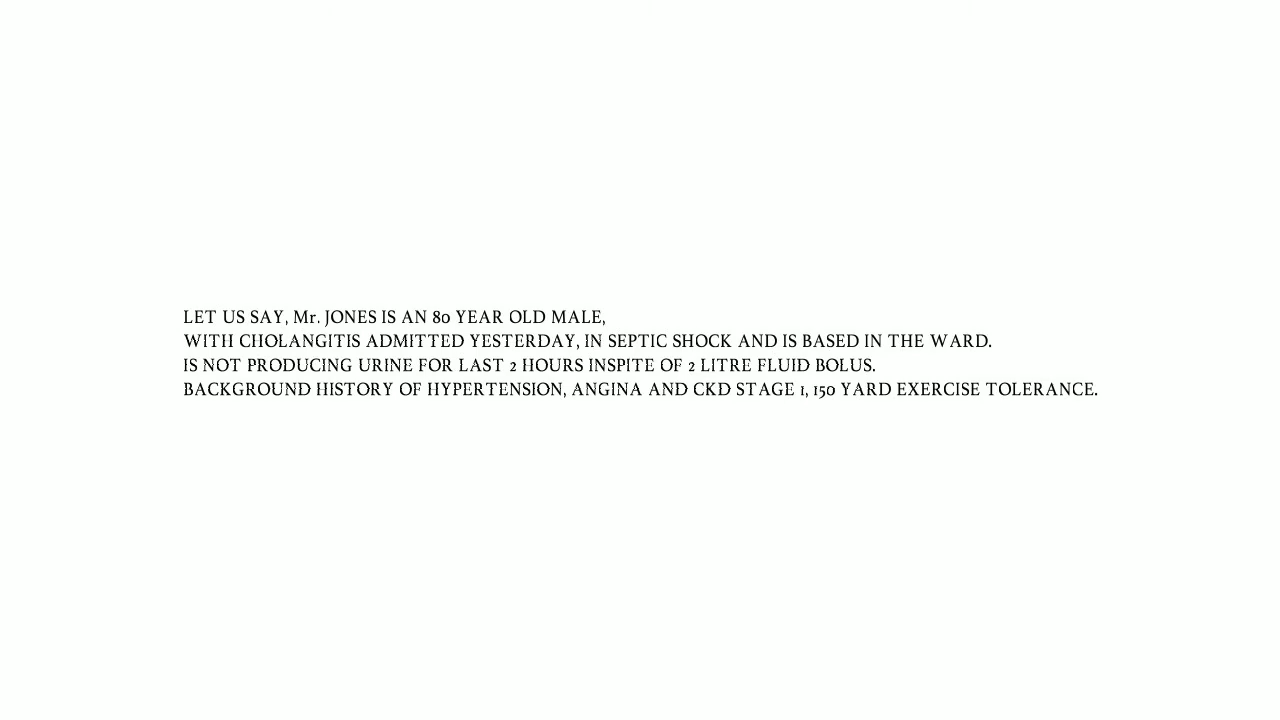 LET US SAY, Mr. JONES IS AN 80 YEAR OLD MALE,
WITH CHOLANGITIS ADMITTED YESTERDAY, IN SEPTIC SHOCK AND IS BASED IN THE WARD.
IS NOT PRODUCING URINE FOR LAST 2 HOURS INSPITE OF 2 LITRE FLUID BOLUS.
BACKGROUND HISTORY OF HYPERTENSION, ANGINA AND CKD STAGE 1, 150 YARD EXERCISE TOLERANCE.